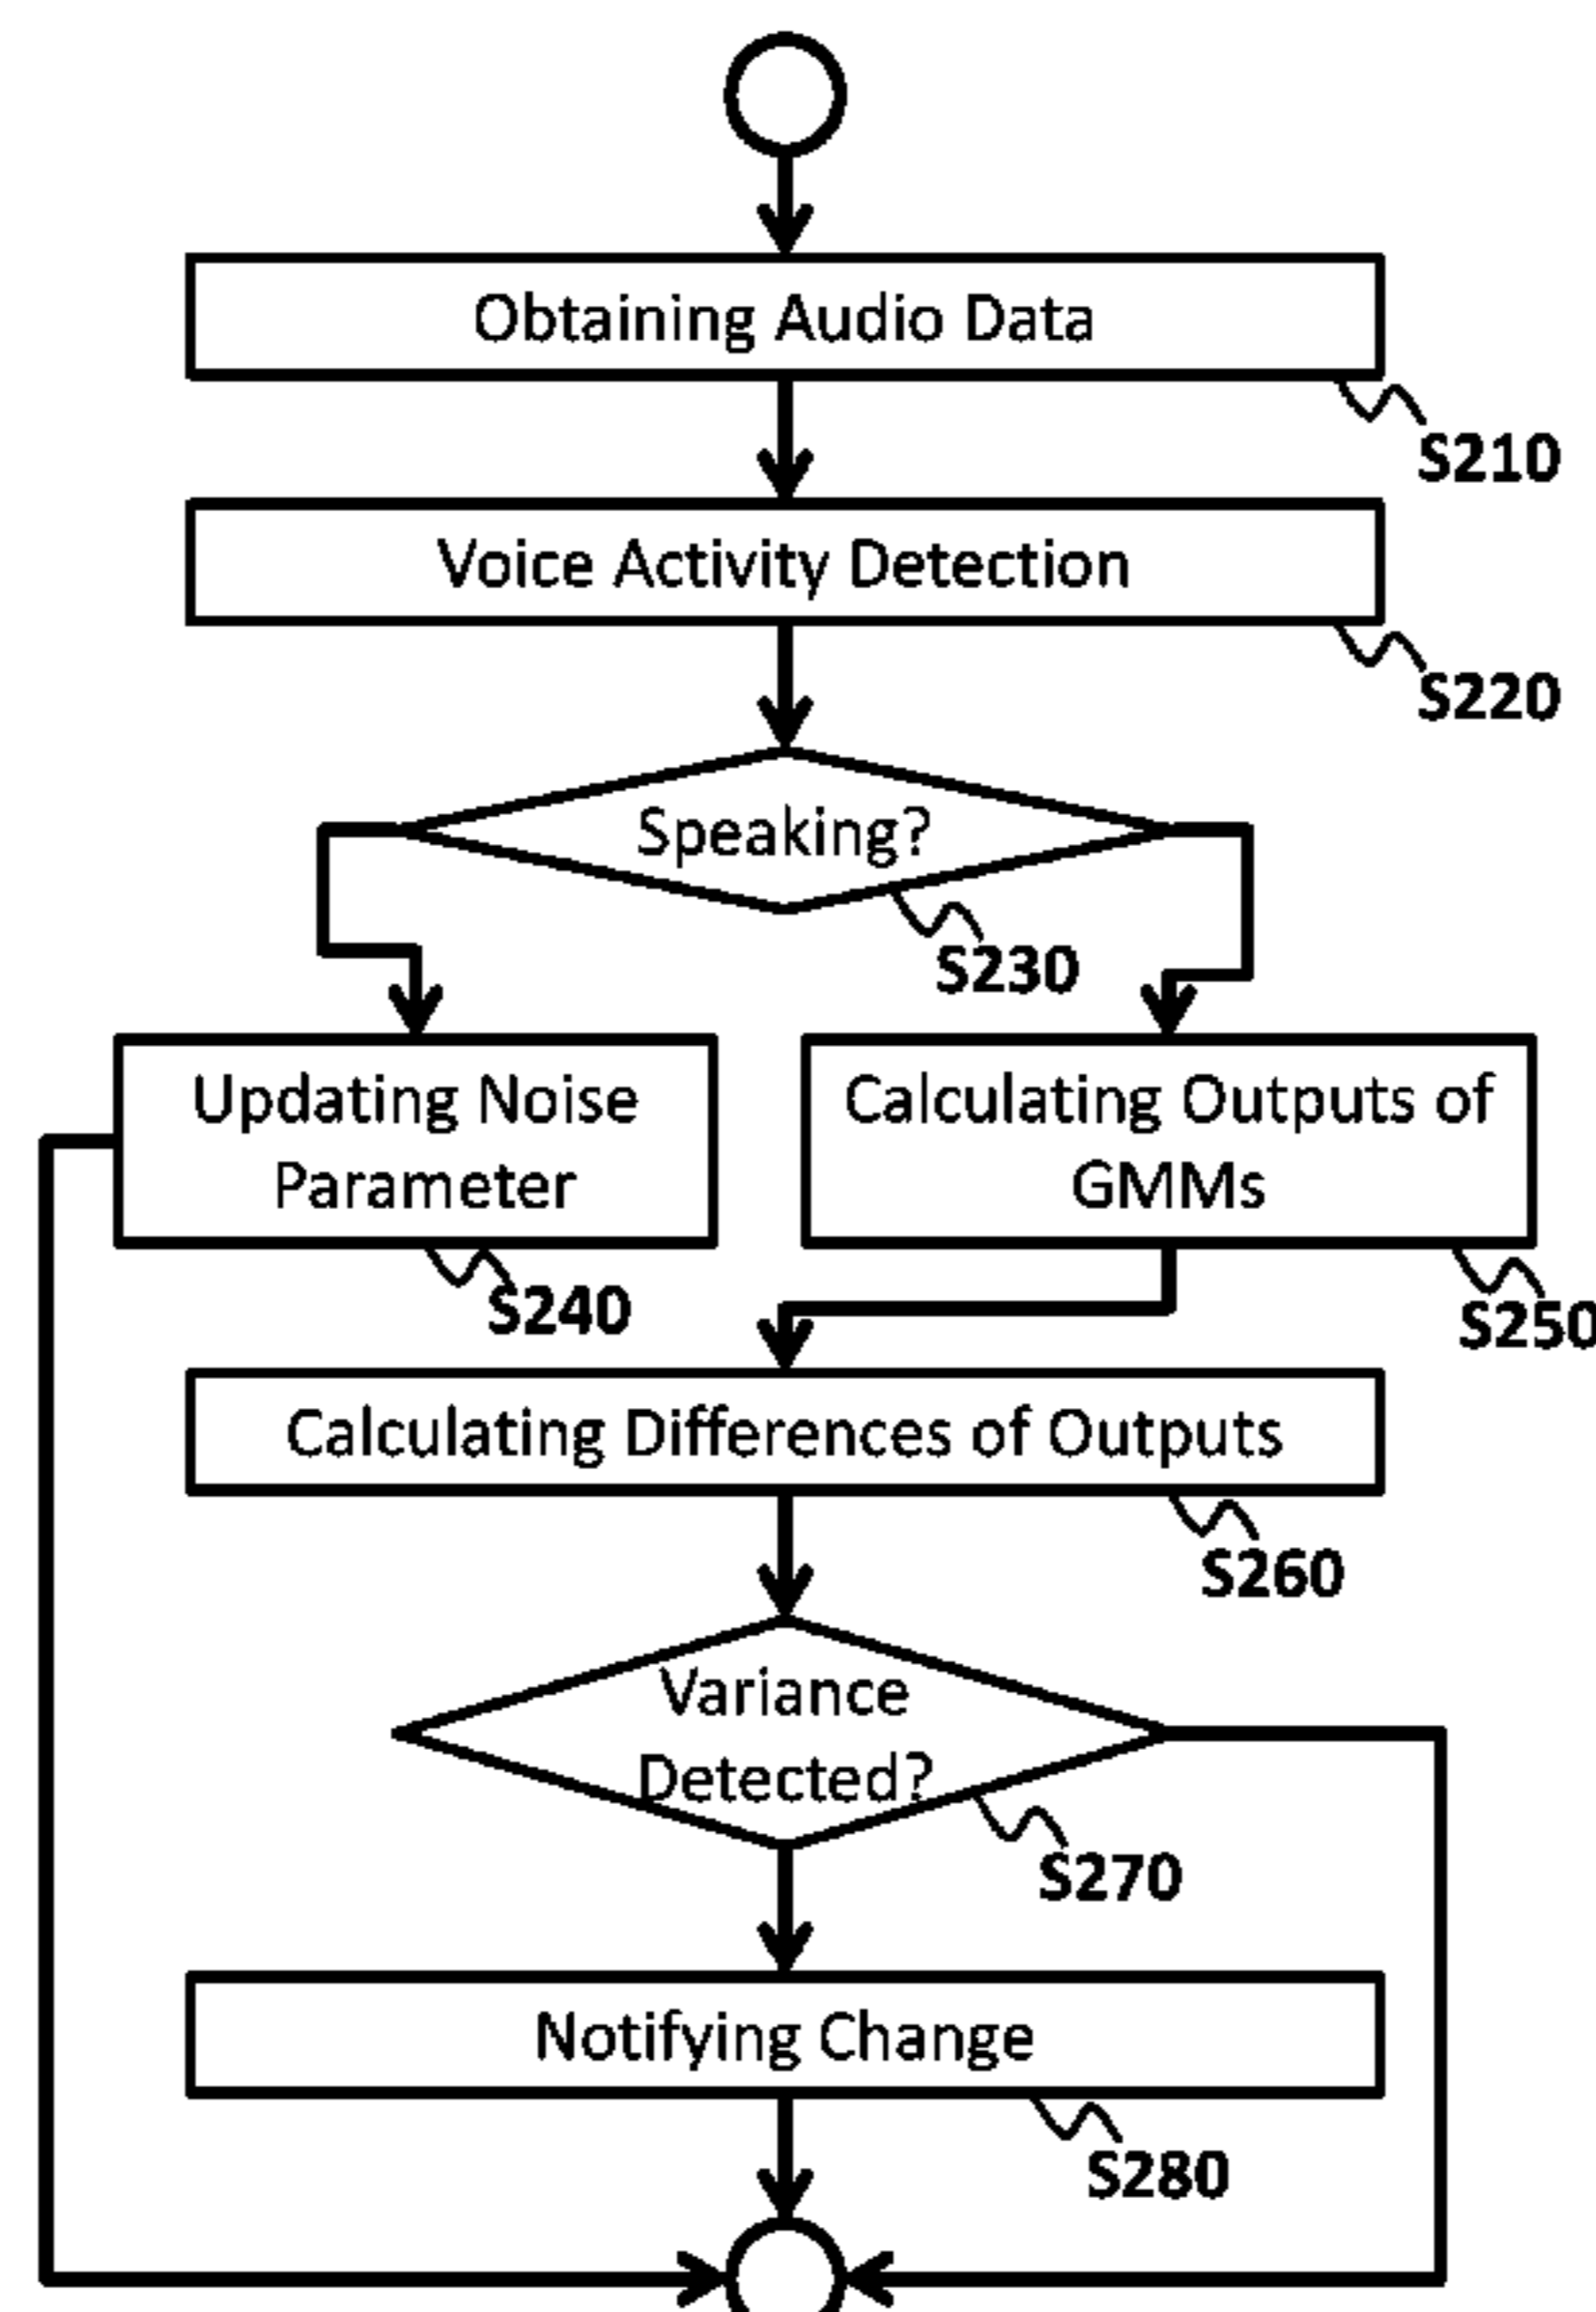 Obtaining Audio Data
S210
Voice Activity Detection
S220
Speaking?
S230
Updating Noise
Parameter
S240
Calculating Outputs of
GMMs
S250
Calculating Differences of Outputs
S260
Variance
Detected?
S270
Notifying Change
S280